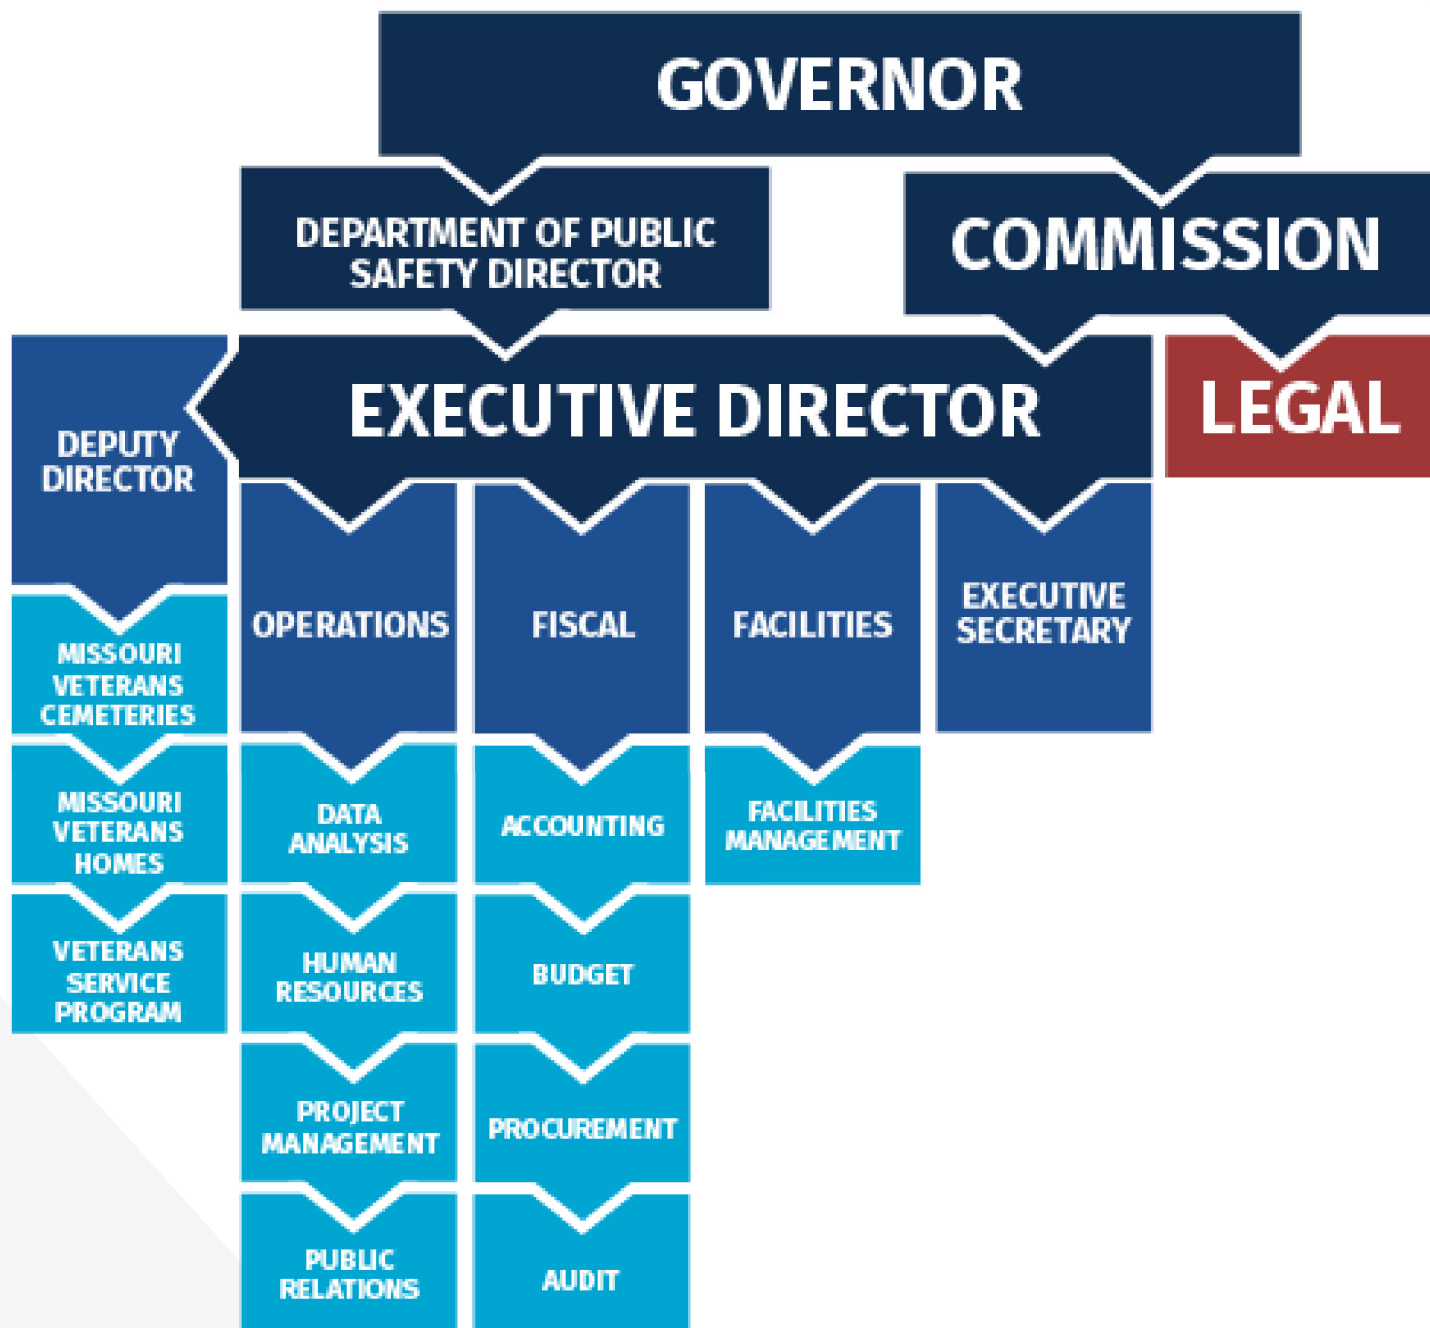 GOVERNOR
DEPARTMENT OF PUBLIC
SAFETY DIRECTOR
COMMISSION
DEPUTY
DIRECTOR
EXECUTIVE DIRECTOR
LEGAL
OPERATIONS
FISCAL
FACILITIES
EXECUTIVE
SECRETARY
MISSOURI
VETERANS
CEMETERIES
MISSOURI
VETERANS
HOMES
VETERANS
SERVICE
PROGRAM
DATA
ANALYSIS
HUMAN
RESOURCES
PROJECT
MANAGEMENT
PUBLIC
RELATIONS
ACCOUNTING
BUDGET
PROCUREMENT
AUDIT
FACILITIES
MANAGEMENT